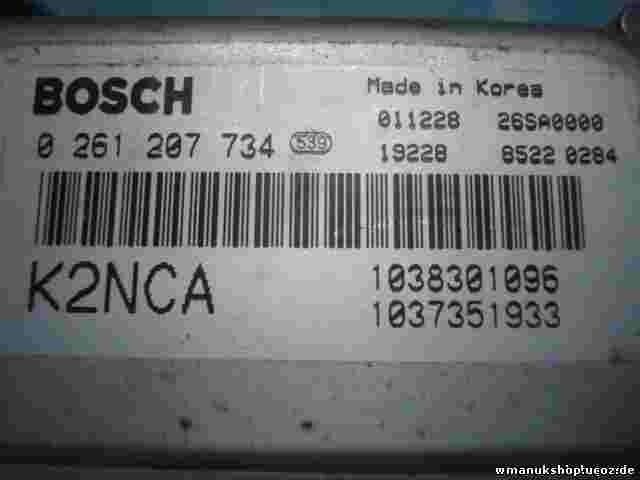 BOSCH
Made in Korea
011228 26SA0000
0 261 207 734 539
19228 8522 0284
K2NCA
1038301096
1037351933
wmanukshop.ucoz.de